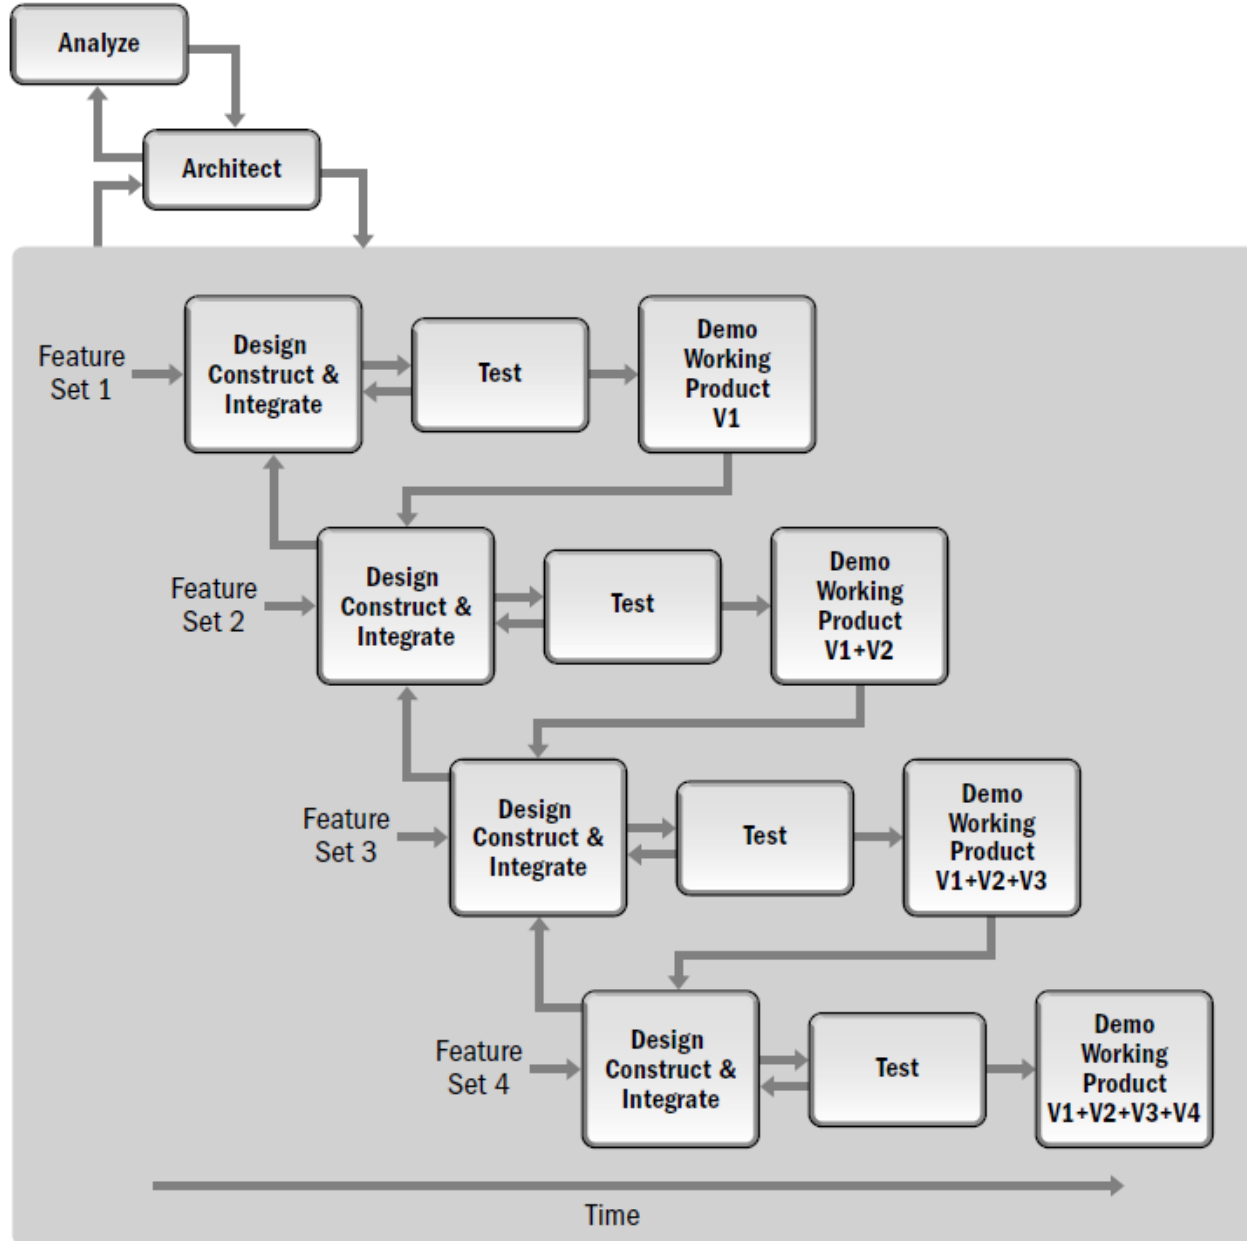 Analyze
Architect
Feature
Set 1
Design
Construct &
Integrate
Test
Demo
Working
Product
V1
Feature
Set 2
Design
Construct &
Integrate
Test
Demo
Working
Product
V1+V2
Feature
Set 3
Design
Construct &
Integrate
Test
Demo
Working
Product
V1+V2+V3
Feature
Set 4
Design
Construct &
Integrate
Test
Demo
Working
Product
V1+V2+V3+V4
Time